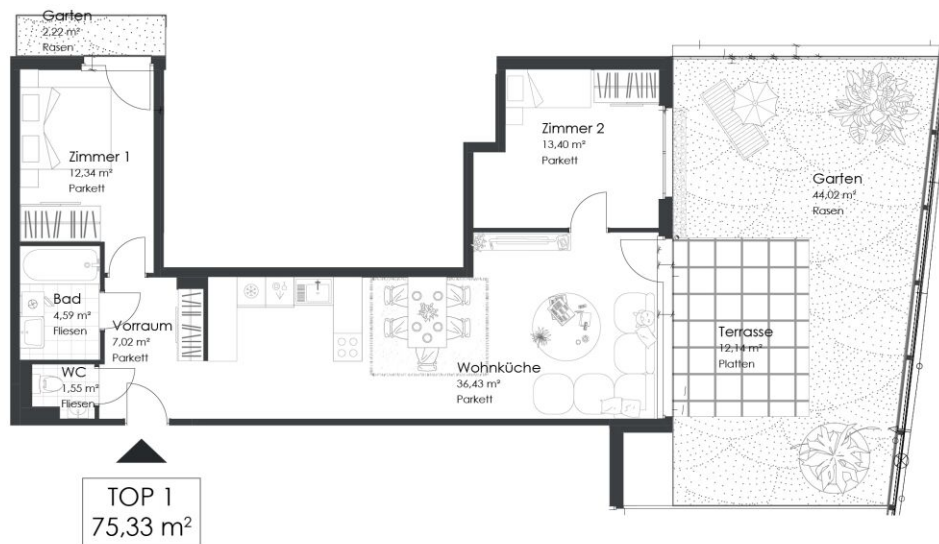 Garten
2,22 m²
Rasen
Zimmer 1
12,34 m²
Parkett
Zimmer 2
13,40 m²
Parkett
Garten
44,02 m²
Rasen
Bad
4,59 m²
Fliesen
Vorraum
7,02 m²
Parkett
WC
1,55 m²
Fliesen
Wohnküche
36,43 m²
Parkett
Terrasse
12,14 m²
Platten
TOP 1
75,33 m²